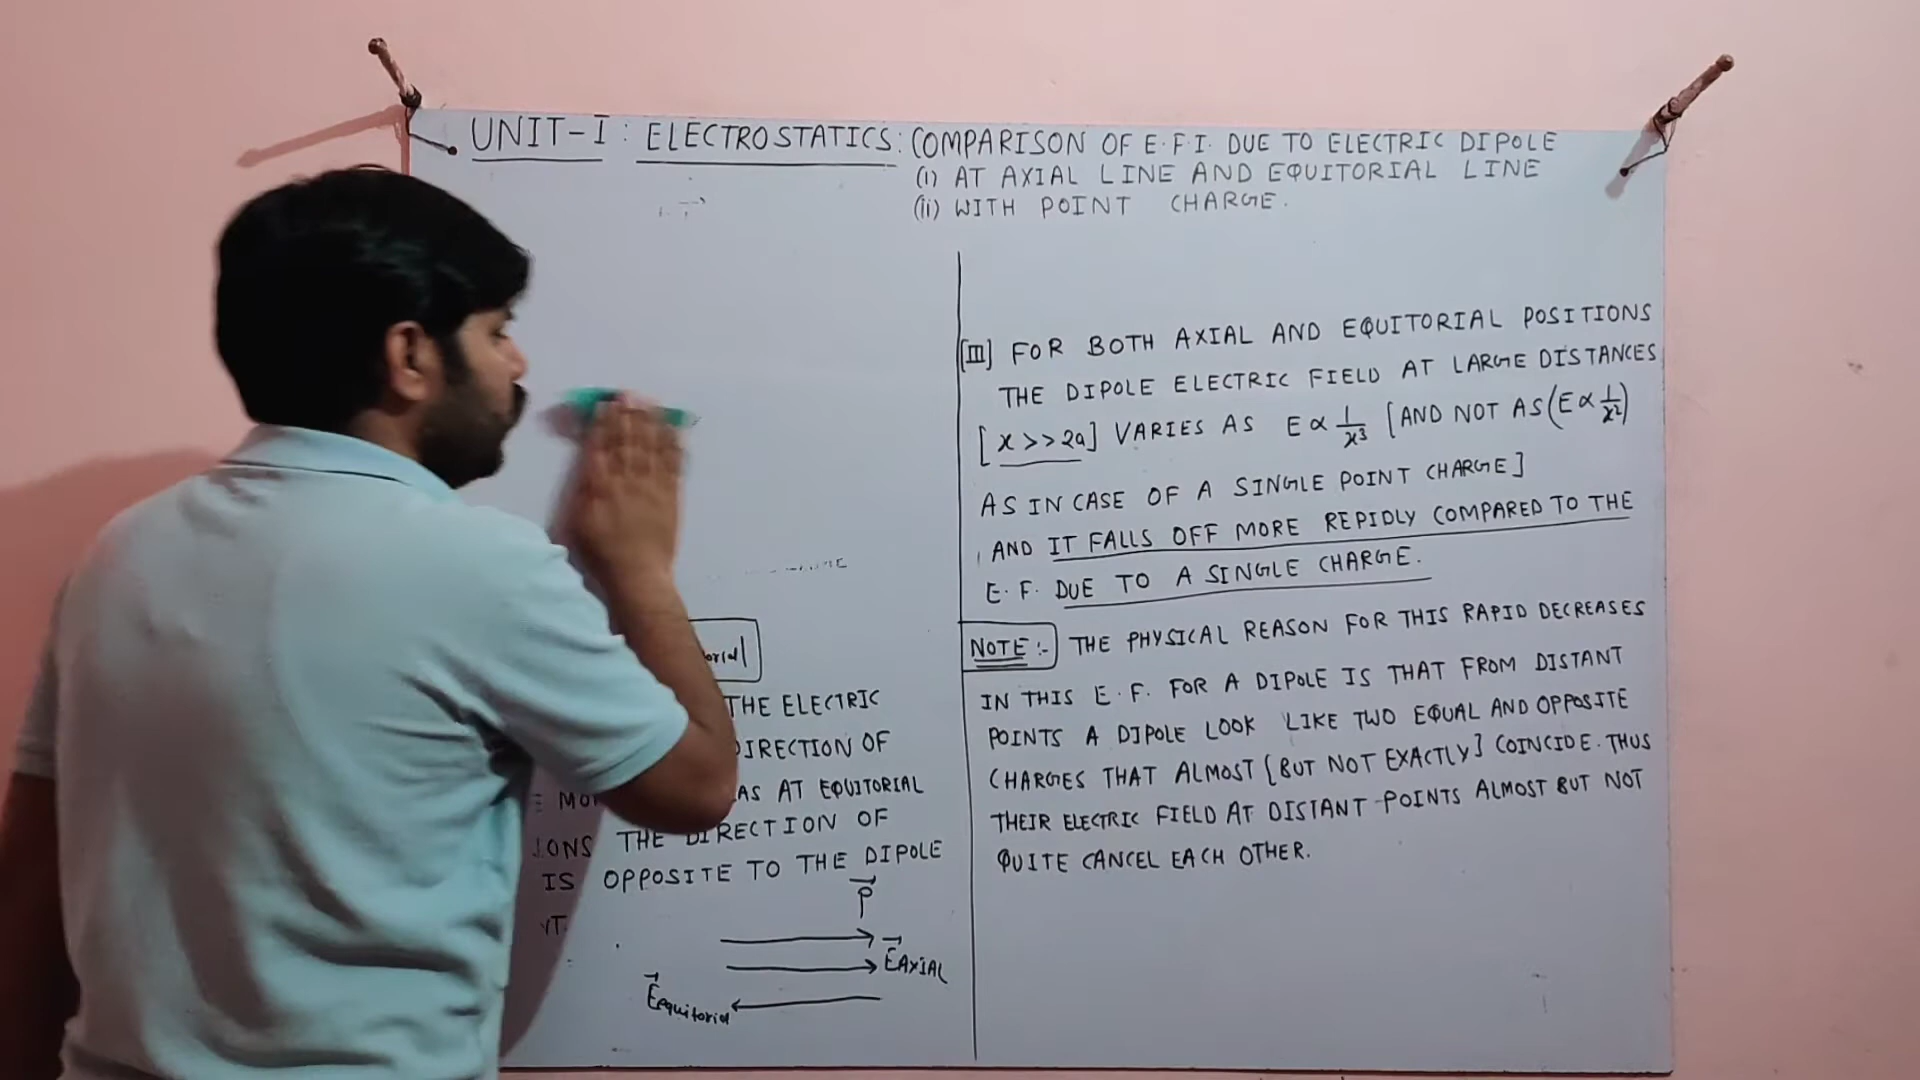 UNIT-I : ELECTROSTATICS: COMPARISON OF E.F.I. DUE TO ELECTRIC DIPOLE
(i) AT AXIAL LINE AND EQUITORIAL LINE
(ii) WITH POINT CHARGE.
THE ELECTRIC
DIRECTION OF
AS AT EQUITORIAL
THE DIRECTION OF
IS OPPOSITE TO THE DIPOLE
P⃗
E⃗AXIAL
E⃗equitorial
[III] FOR BOTH AXIAL AND EQUITORIAL POSITIONS
THE DIPOLE ELECTRIC FIELD AT LARGE DISTANCES
[x >> 2a] VARIES AS E ∝ 1/x³ [AND NOT AS (E ∝ 1/x²)
AS IN CASE OF A SINGLE POINT CHARGE]
AND IT FALLS OFF MORE REPIDLY COMPARED TO THE
E.F. DUE TO A SINGLE CHARGE.
NOTE:- THE PHYSICAL REASON FOR THIS RAPID DECREASES
IN THIS E.F. FOR A DIPOLE IS THAT FROM DISTANT
POINTS A DIPOLE LOOK LIKE TWO EQUAL AND OPPOSITE
CHARGES THAT ALMOST [BUT NOT EXACTLY] COINCIDE. THUS
THEIR ELECTRIC FIELD AT DISTANT POINTS ALMOST BUT NOT
QUITE CANCEL EACH OTHER.